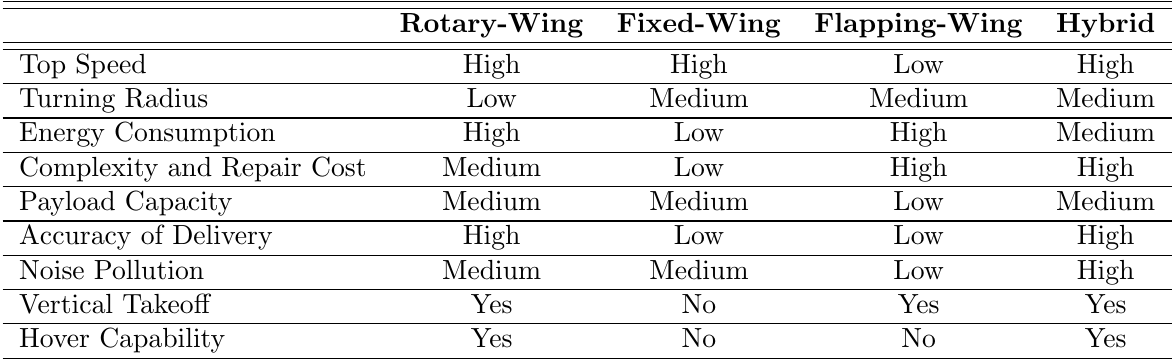 Rotary-Wing Fixed-Wing Flapping-Wing Hybrid
Top Speed High High Low High
Turning Radius Low Medium Medium Medium
Energy Consumption High Low High Medium
Complexity and Repair Cost Medium Low High High
Payload Capacity Medium Medium Low Medium
Accuracy of Delivery High Low Low High
Noise Pollution Medium Medium Low High
Vertical Takeoff Yes No Yes Yes
Hover Capability Yes No No Yes